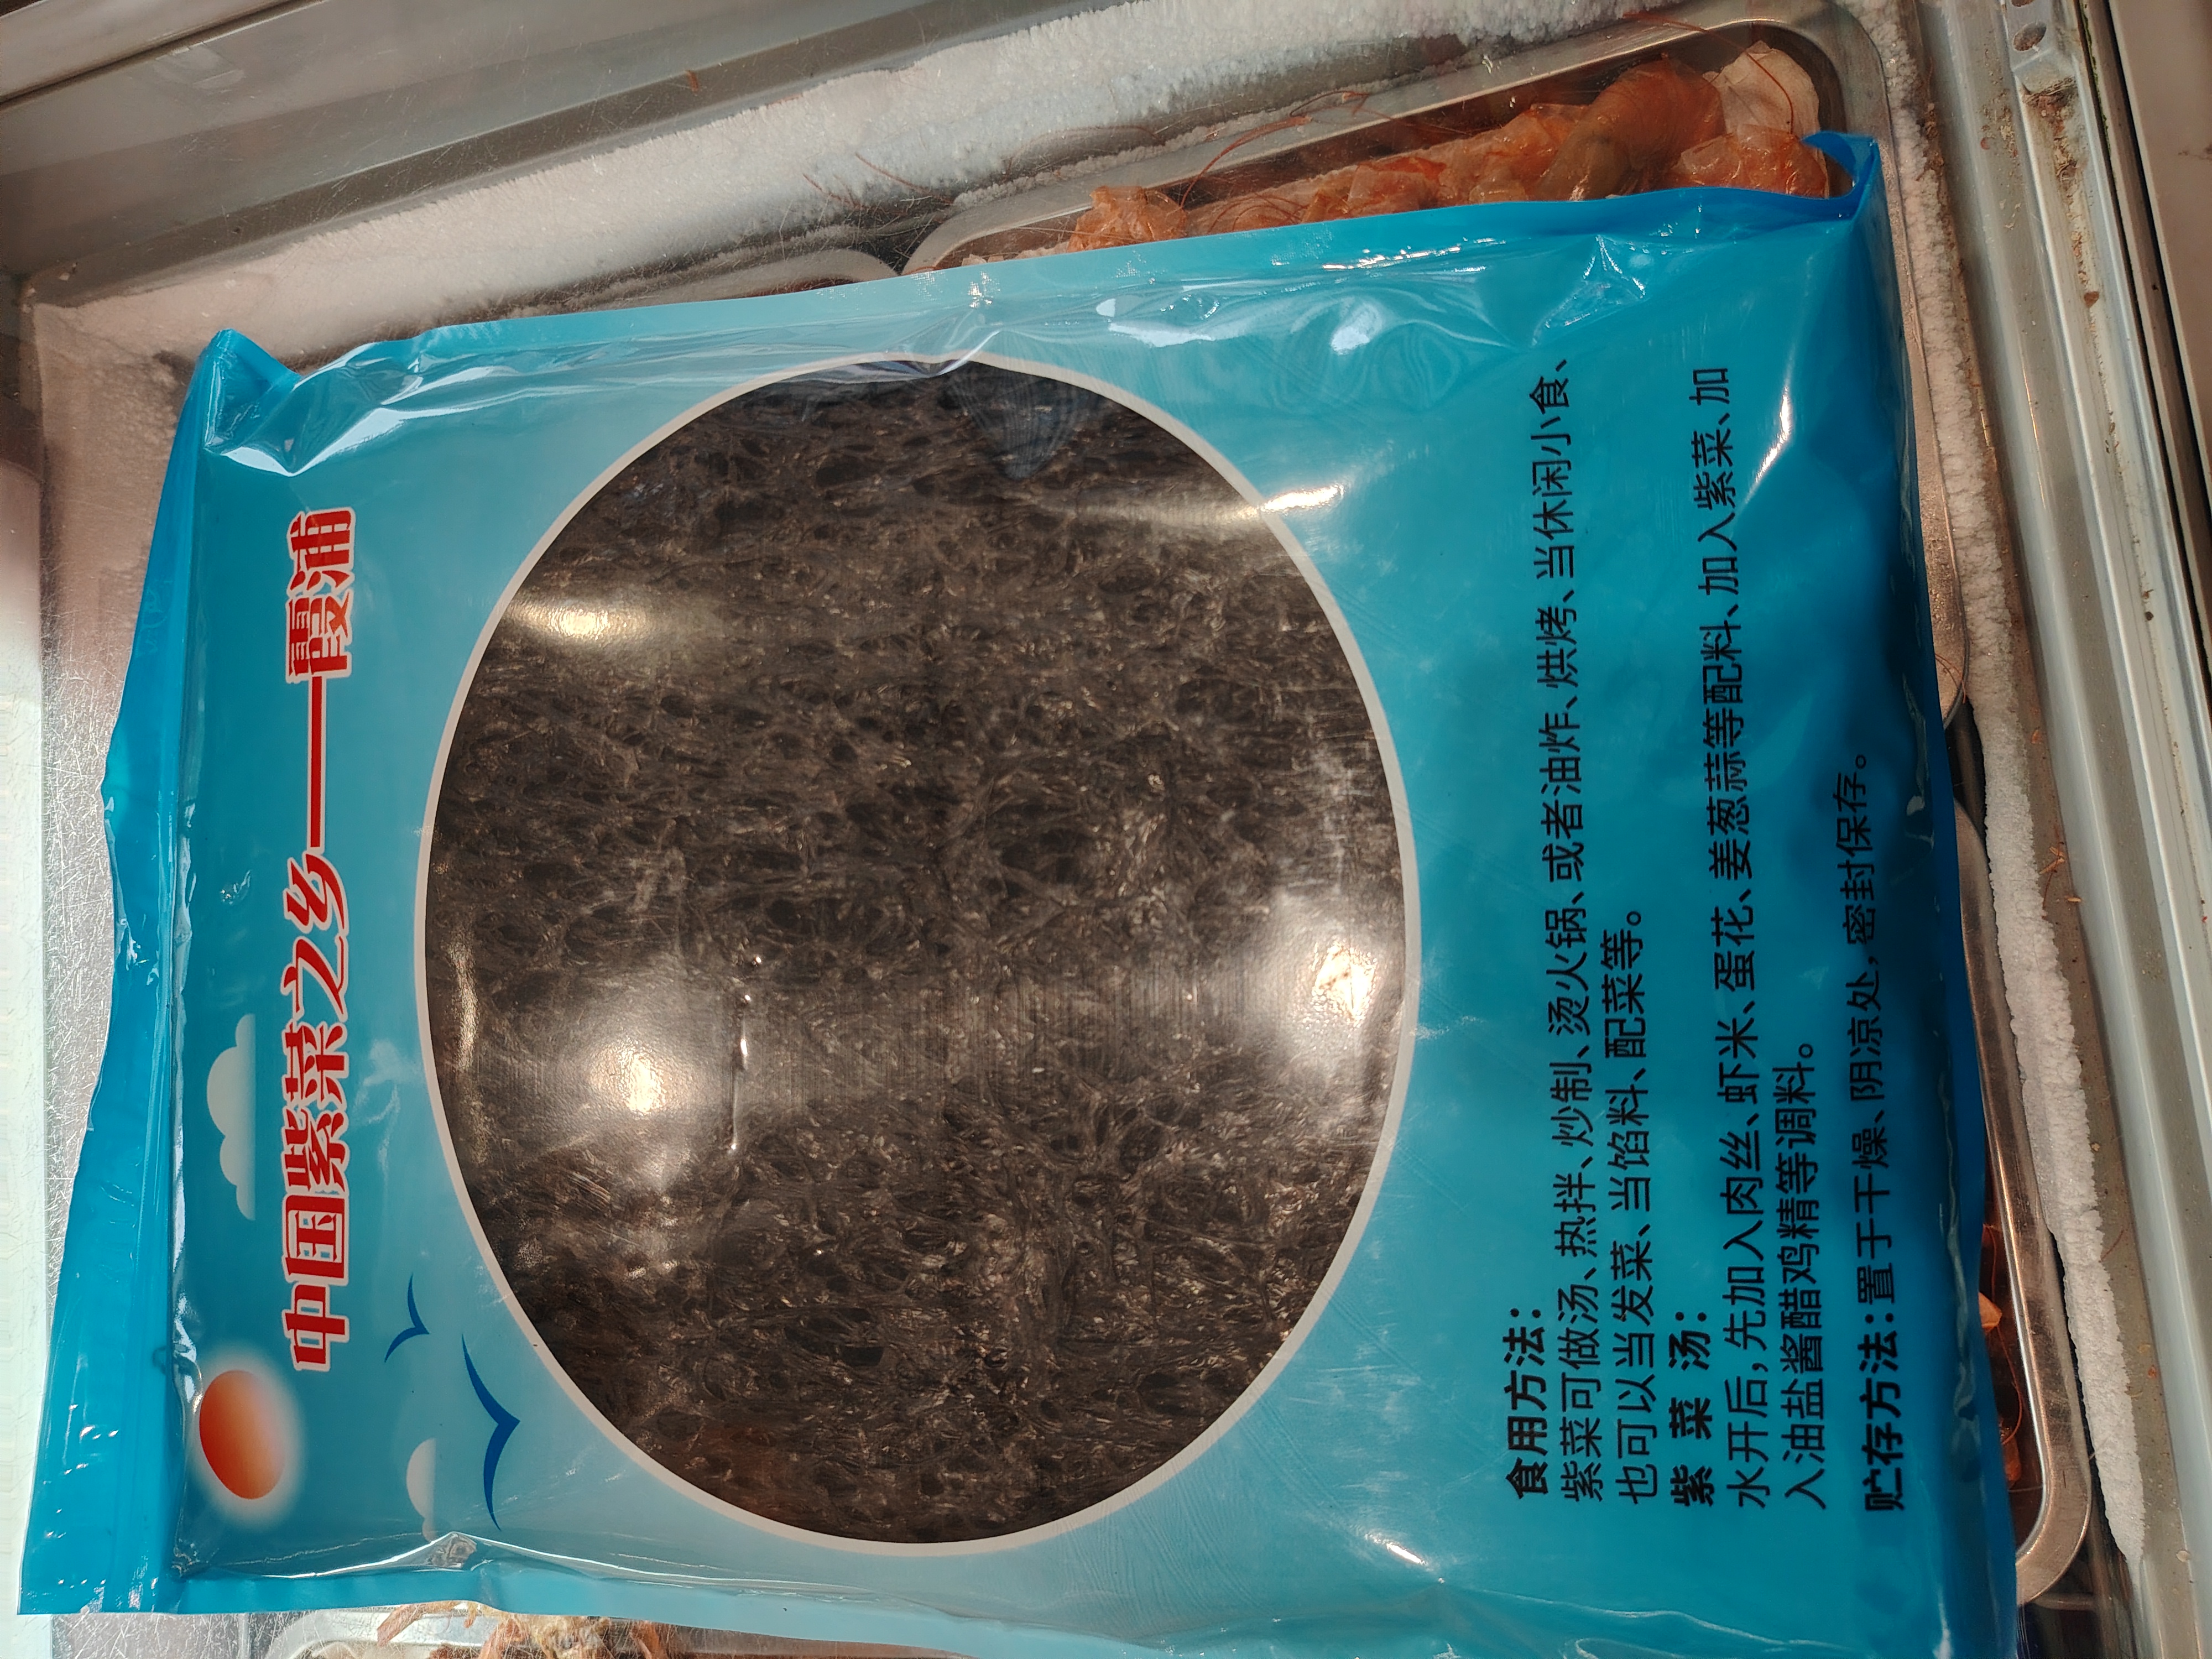 中国紫菜之乡——霞浦
食用方法：
紫菜可做汤、热拌、炒制、烫火锅、或者油炸、烘烤、当休闲小食、
也可以当发菜、当馅料、配菜等。
紫 菜 汤：
水开后，先加入肉丝、虾米、蛋花、姜葱蒜等配料、加入紫菜、加
入油盐酱醋鸡精等调料。
贮存方法：置于干燥、阴凉处，密封保存。